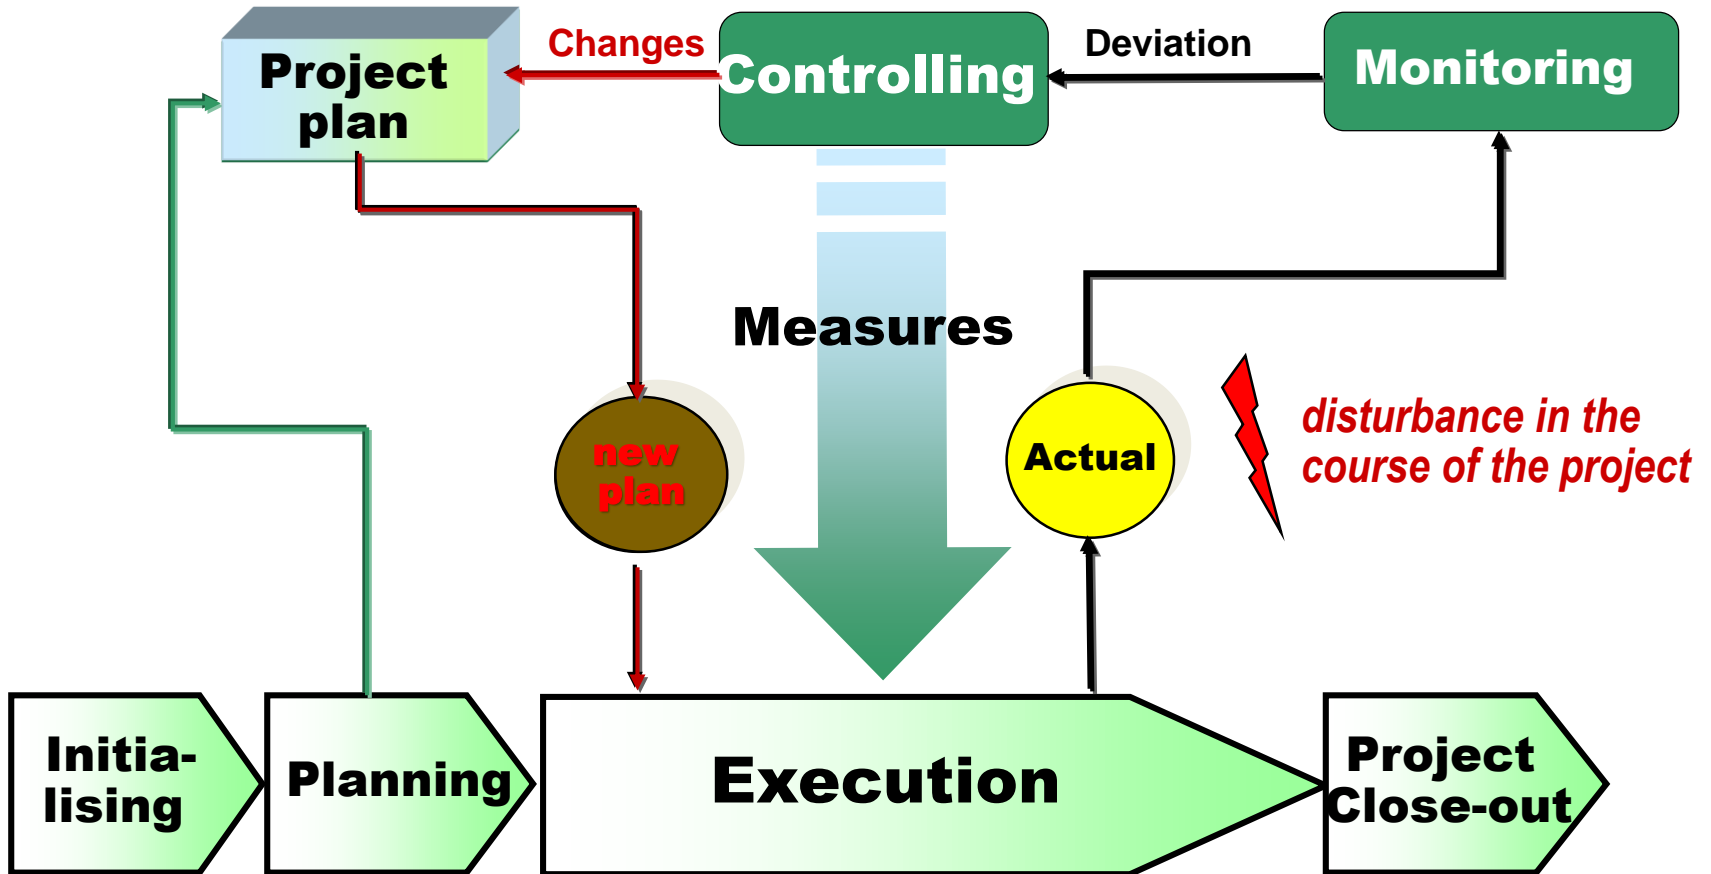 Project
plan
Changes
Controlling
Deviation
Monitoring
Measures
new
plan
Actual
disturbance in the
course of the project
Initia-
lising
Planning
Execution
Project
Close-out